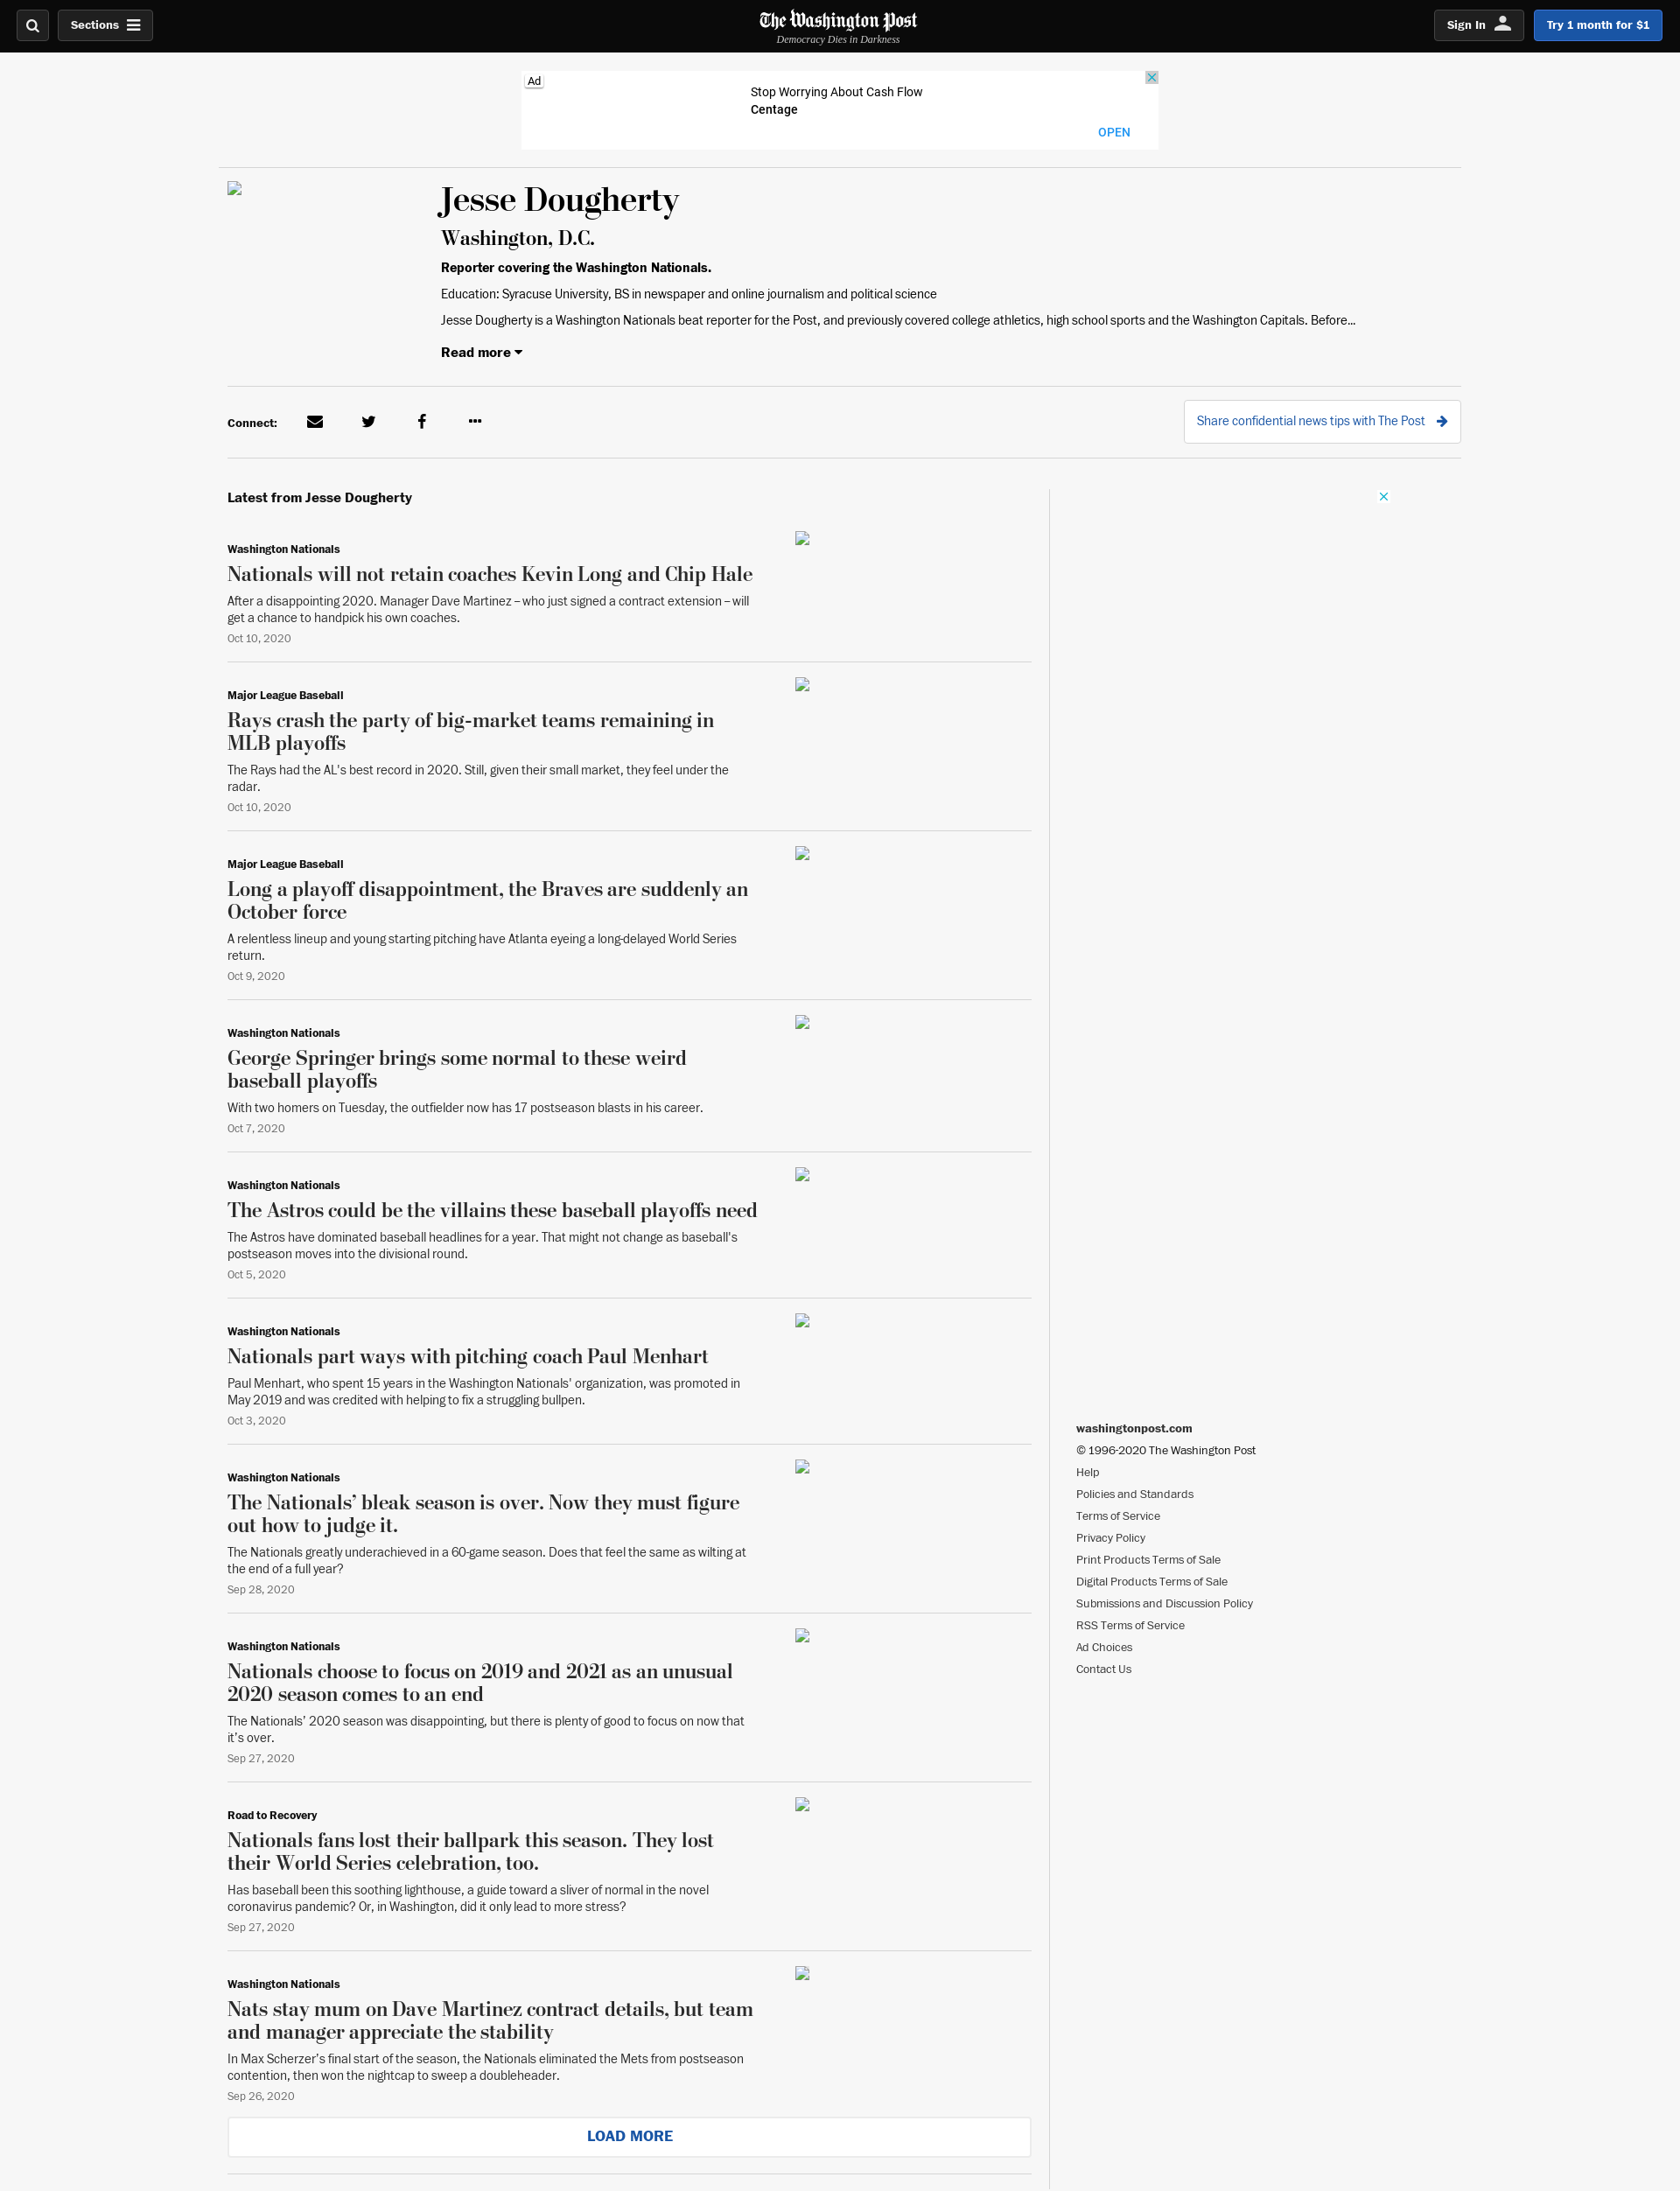 Sections
The Washington Post
Democracy Dies in Darkness
Sign In
Try 1 month for $1
Ad
Stop Worrying About Cash Flow
Centage
OPEN
Jesse Dougherty
Washington, D.C.
Reporter covering the Washington Nationals.
Education: Syracuse University, BS in newspaper and online journalism and political science
Jesse Dougherty is a Washington Nationals beat reporter for the Post, and previously covered college athletics, high school sports and the Washington Capitals. Before...
Read more
Connect:
Share confidential news tips with The Post
Latest from Jesse Dougherty
Washington Nationals
Nationals will not retain coaches Kevin Long and Chip Hale
After a disappointing 2020. Manager Dave Martinez – who just signed a contract extension – will
get a chance to handpick his own coaches.
Oct 10, 2020
Major League Baseball
Rays crash the party of big-market teams remaining in
MLB playoffs
The Rays had the AL's best record in 2020. Still, given their small market, they feel under the
radar.
Oct 10, 2020
Major League Baseball
Long a playoff disappointment, the Braves are suddenly an
October force
A relentless lineup and young starting pitching have Atlanta eyeing a long-delayed World Series
return.
Oct 9, 2020
Washington Nationals
George Springer brings some normal to these weird
baseball playoffs
With two homers on Tuesday, the outfielder now has 17 postseason blasts in his career.
Oct 7, 2020
Washington Nationals
The Astros could be the villains these baseball playoffs need
The Astros have dominated baseball headlines for a year. That might not change as baseball's
postseason moves into the divisional round.
Oct 5, 2020
Washington Nationals
Nationals part ways with pitching coach Paul Menhart
Paul Menhart, who spent 15 years in the Washington Nationals' organization, was promoted in
May 2019 and was credited with helping to fix a struggling bullpen.
Oct 3, 2020
Washington Nationals
The Nationals’ bleak season is over. Now they must figure
out how to judge it.
The Nationals greatly underachieved in a 60-game season. Does that feel the same as wilting at
the end of a full year?
Sep 28, 2020
Washington Nationals
Nationals choose to focus on 2019 and 2021 as an unusual
2020 season comes to an end
The Nationals’ 2020 season was disappointing, but there is plenty of good to focus on now that
it’s over.
Sep 27, 2020
Road to Recovery
Nationals fans lost their ballpark this season. They lost
their World Series celebration, too.
Has baseball been this soothing lighthouse, a guide toward a sliver of normal in the novel
coronavirus pandemic? Or, in Washington, did it only lead to more stress?
Sep 27, 2020
Washington Nationals
Nats stay mum on Dave Martinez contract details, but team
and manager appreciate the stability
In Max Scherzer’s final start of the season, the Nationals eliminated the Mets from postseason
contention, then won the nightcap to sweep a doubleheader.
Sep 26, 2020
LOAD MORE
washingtonpost.com
© 1996-2020 The Washington Post
Help
Policies and Standards
Terms of Service
Privacy Policy
Print Products Terms of Sale
Digital Products Terms of Sale
Submissions and Discussion Policy
RSS Terms of Service
Ad Choices
Contact Us